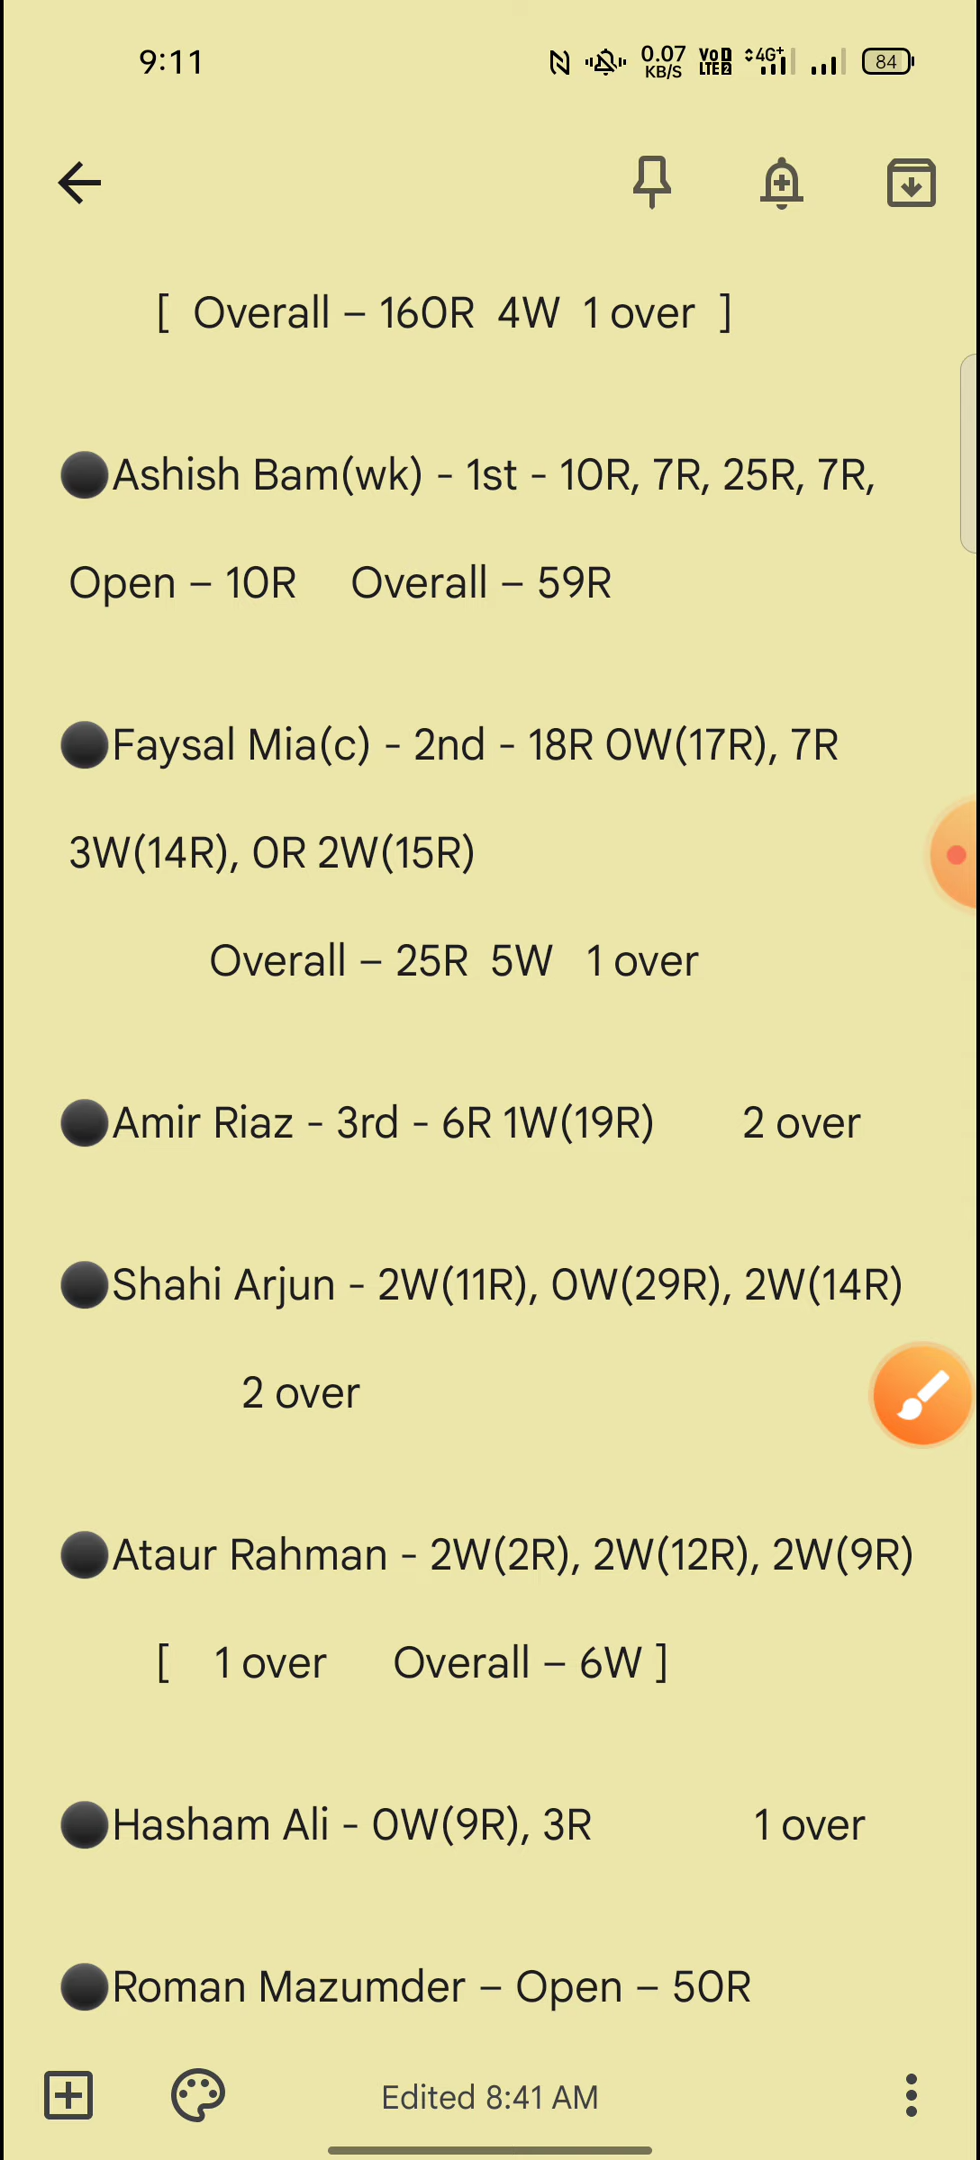 9:11 0.07 KB/S VoD LTE 2 4G+ 84
[ Overall – 160R 4W 1 over ]
Ashish Bam(wk) - 1st - 10R, 7R, 25R, 7R,
Open – 10R Overall – 59R
Faysal Mia(c) - 2nd - 18R 0W(17R), 7R
3W(14R), 0R 2W(15R)
Overall – 25R 5W 1 over
Amir Riaz - 3rd - 6R 1W(19R) 2 over
Shahi Arjun - 2W(11R), 0W(29R), 2W(14R)
2 over
Ataur Rahman - 2W(2R), 2W(12R), 2W(9R)
[ 1 over Overall – 6W ]
Hasham Ali - 0W(9R), 3R 1 over
Roman Mazumder – Open – 50R
Edited 8:41 AM